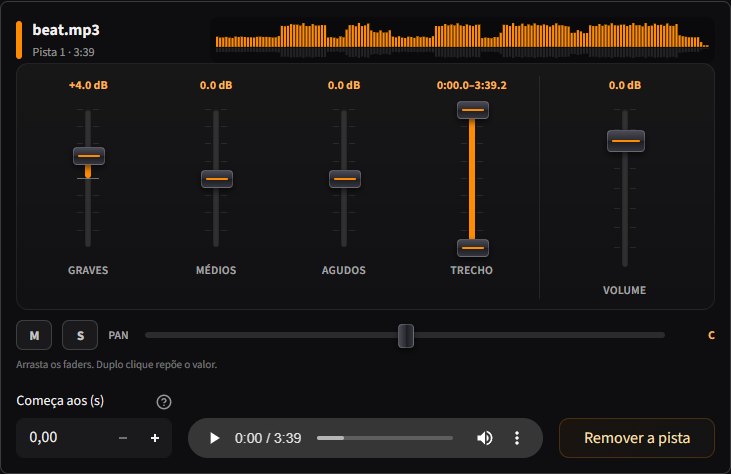 beat.mp3
Pista 1 · 3:39
+4.0 dB
0.0 dB
0.0 dB
0:00.0–3:39.2
0.0 dB
GRAVES
MÉDIOS
AGUDOS
TRECHO
VOLUME
M
S
PAN
C
Arrasta os faders. Duplo clique repõe o valor.
Começa aos (s)
?
0,00
− +
0:00 / 3:39
Remover a pista